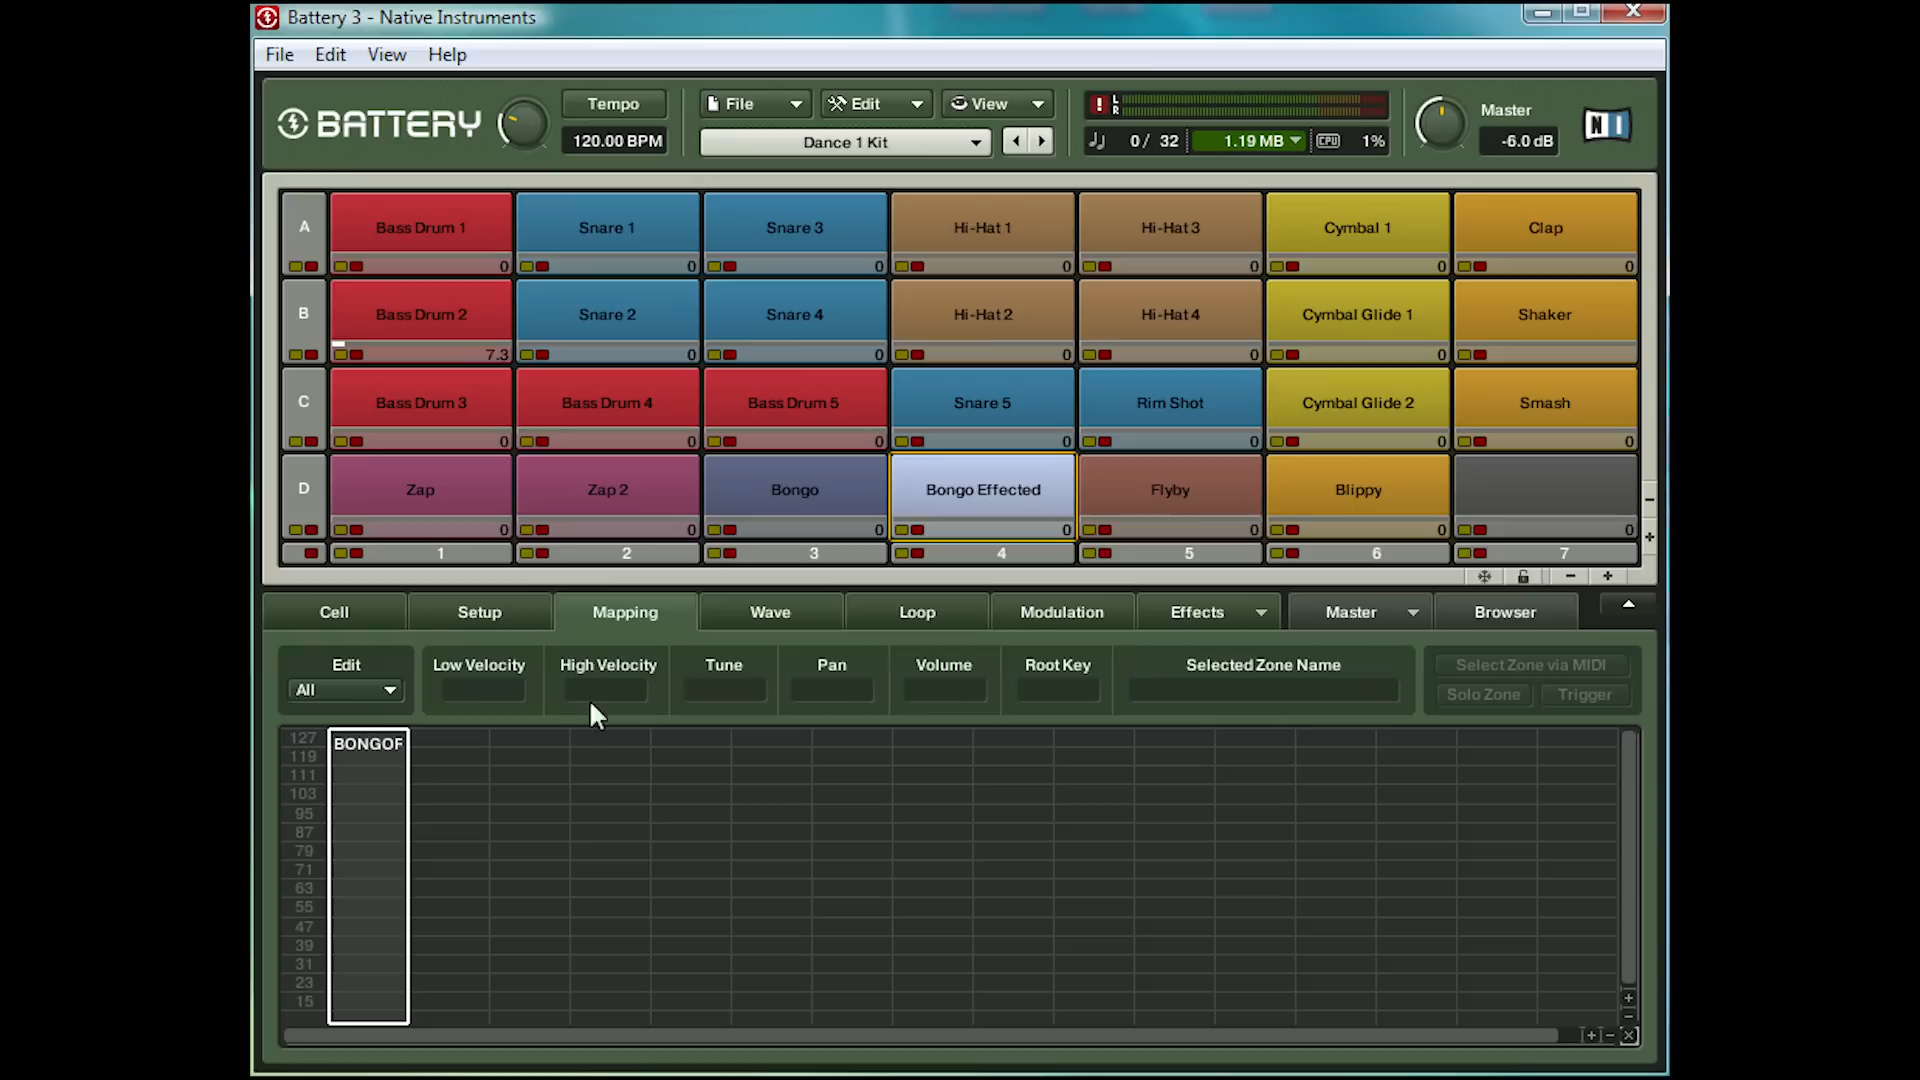 Battery 3 - Native Instruments
File Edit View Help
BATTERY
Tempo
120.00 BPM
File Edit View
Dance 1 Kit
! L
R
0/ 32 1.19 MB CPU 1%
Master
-6.0 dB
NI
A Bass Drum 1 Snare 1 Snare 3 Hi-Hat 1 Hi-Hat 3 Cymbal 1 Clap
0 0 0 0 0 0 0
B Bass Drum 2 Snare 2 Snare 4 Hi-Hat 2 Hi-Hat 4 Cymbal Glide 1 Shaker
7.3 0 0 0 0 0
C Bass Drum 3 Bass Drum 4 Bass Drum 5 Snare 5 Rim Shot Cymbal Glide 2 Smash
0 0 0 0 0 0 0
D Zap Zap 2 Bongo Bongo Effected Flyby Blippy
0 0 0 0 0 0 0
1 2 3 4 5 6 7
Cell Setup Mapping Wave Loop Modulation Effects Master Browser
Edit Low Velocity High Velocity Tune Pan Volume Root Key Selected Zone Name Select Zone via MIDI
All Solo Zone Trigger
127 BONGOF
119
111
103
95
87
79
71
63
55
47
39
31
23
15